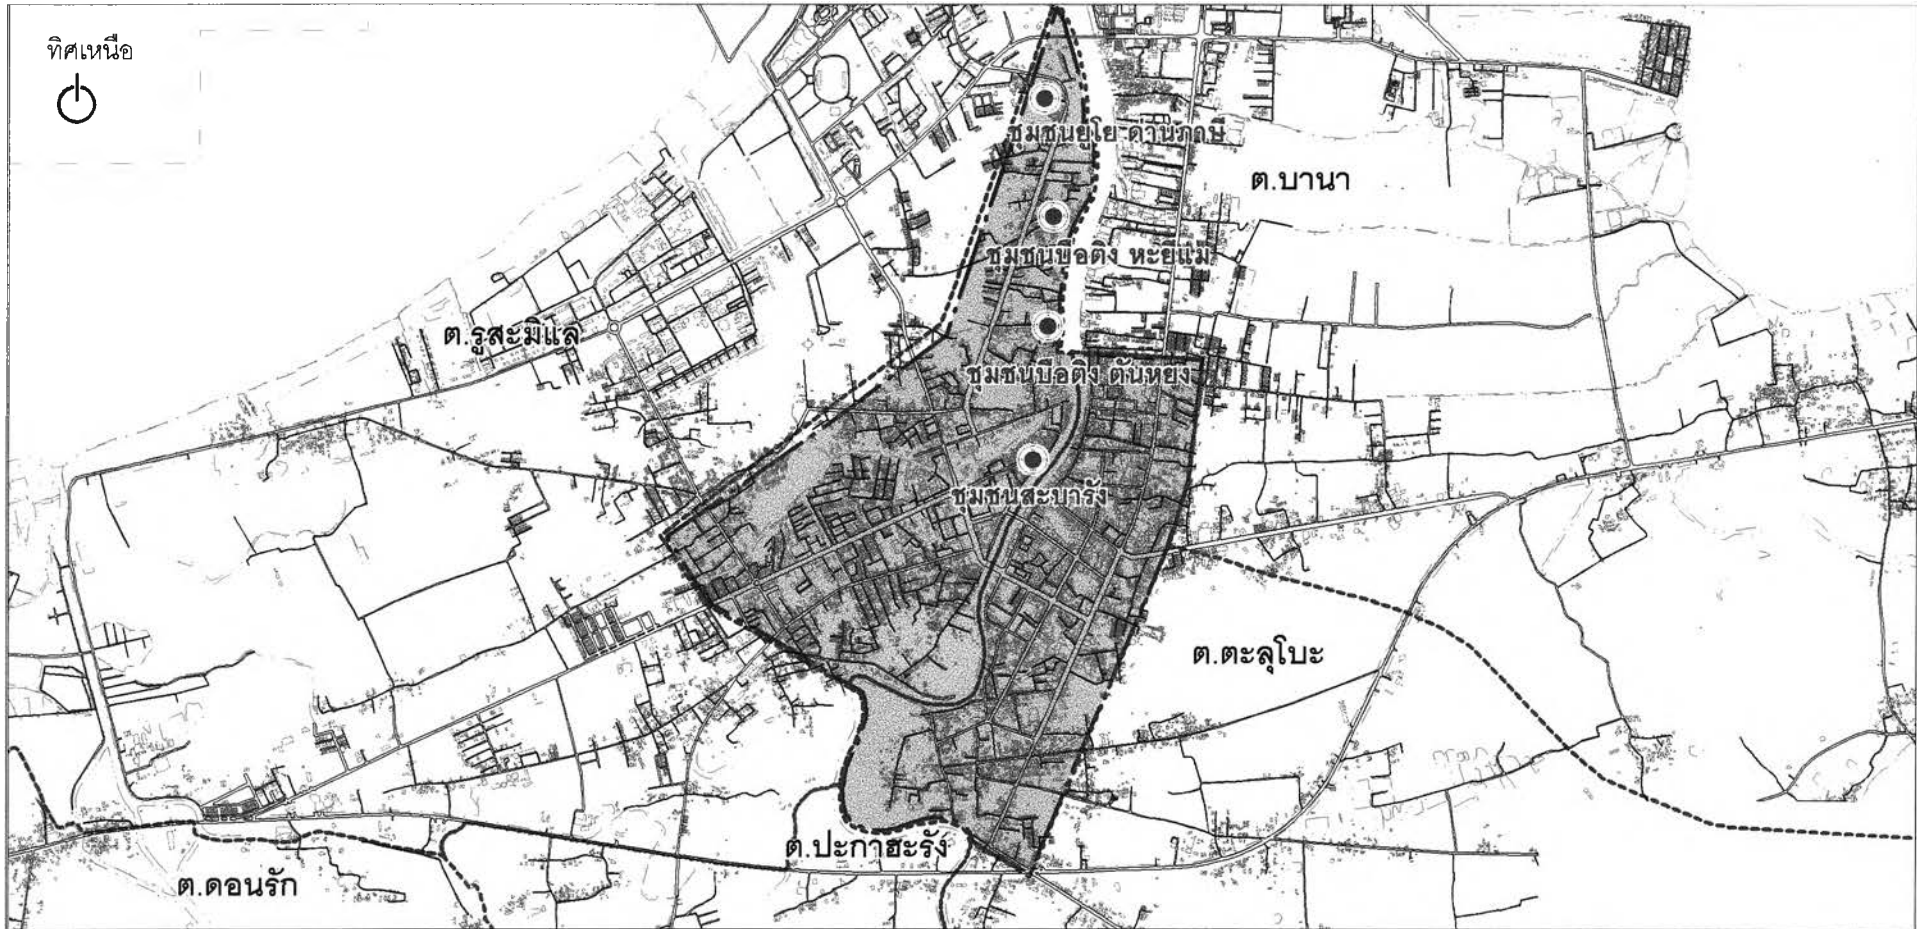 ทิศเหนือ
ชุมชนยูโย ด่านภาษี
ต.บานา
ชุมชนบือติง หะยีแม
ต.รูสะมิแล
ชุมชนบือติง ตันหยง
ชุมชนสะบารัง
ต.ตะลุโบะ
ต.ปะกาฮะรัง
ต.ดอนรัก